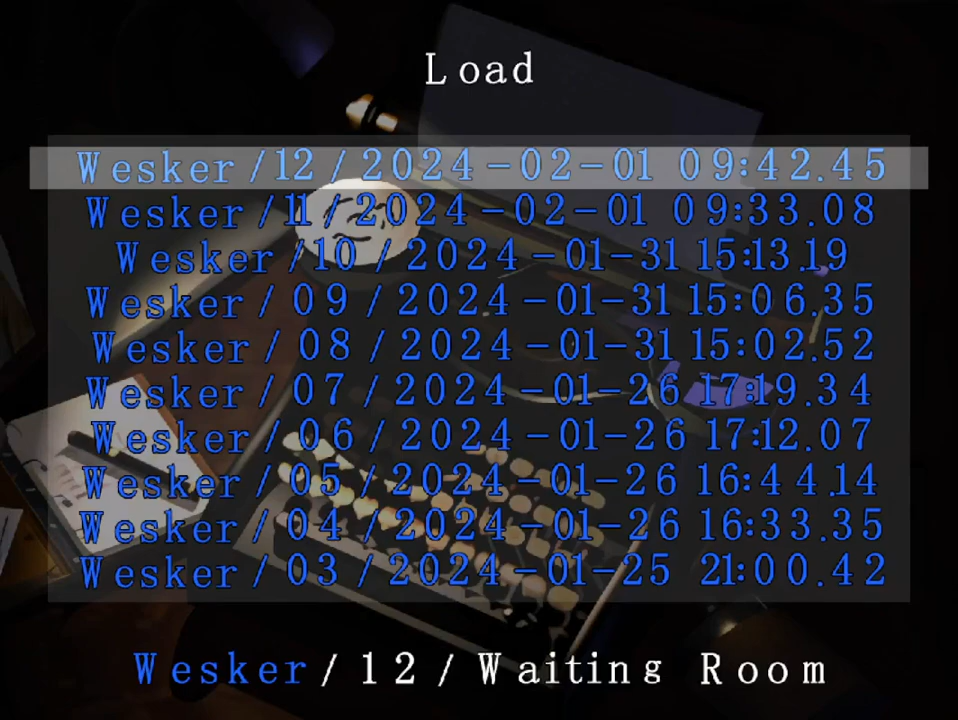 Load
Wesker/12/2024-02-01 09:42.45
Wesker/11/2024-02-01 09:33.08
Wesker/10/2024-01-31 15:13.19
Wesker/09/2024-01-31 15:06.35
Wesker/08/2024-01-31 15:02.52
Wesker/07/2024-01-26 17:19.34
Wesker/06/2024-01-26 17:12.07
Wesker/05/2024-01-26 16:44.14
Wesker/04/2024-01-26 16:33.35
Wesker/03/2024-01-25 21:00.42
Wesker/12/Waiting Room